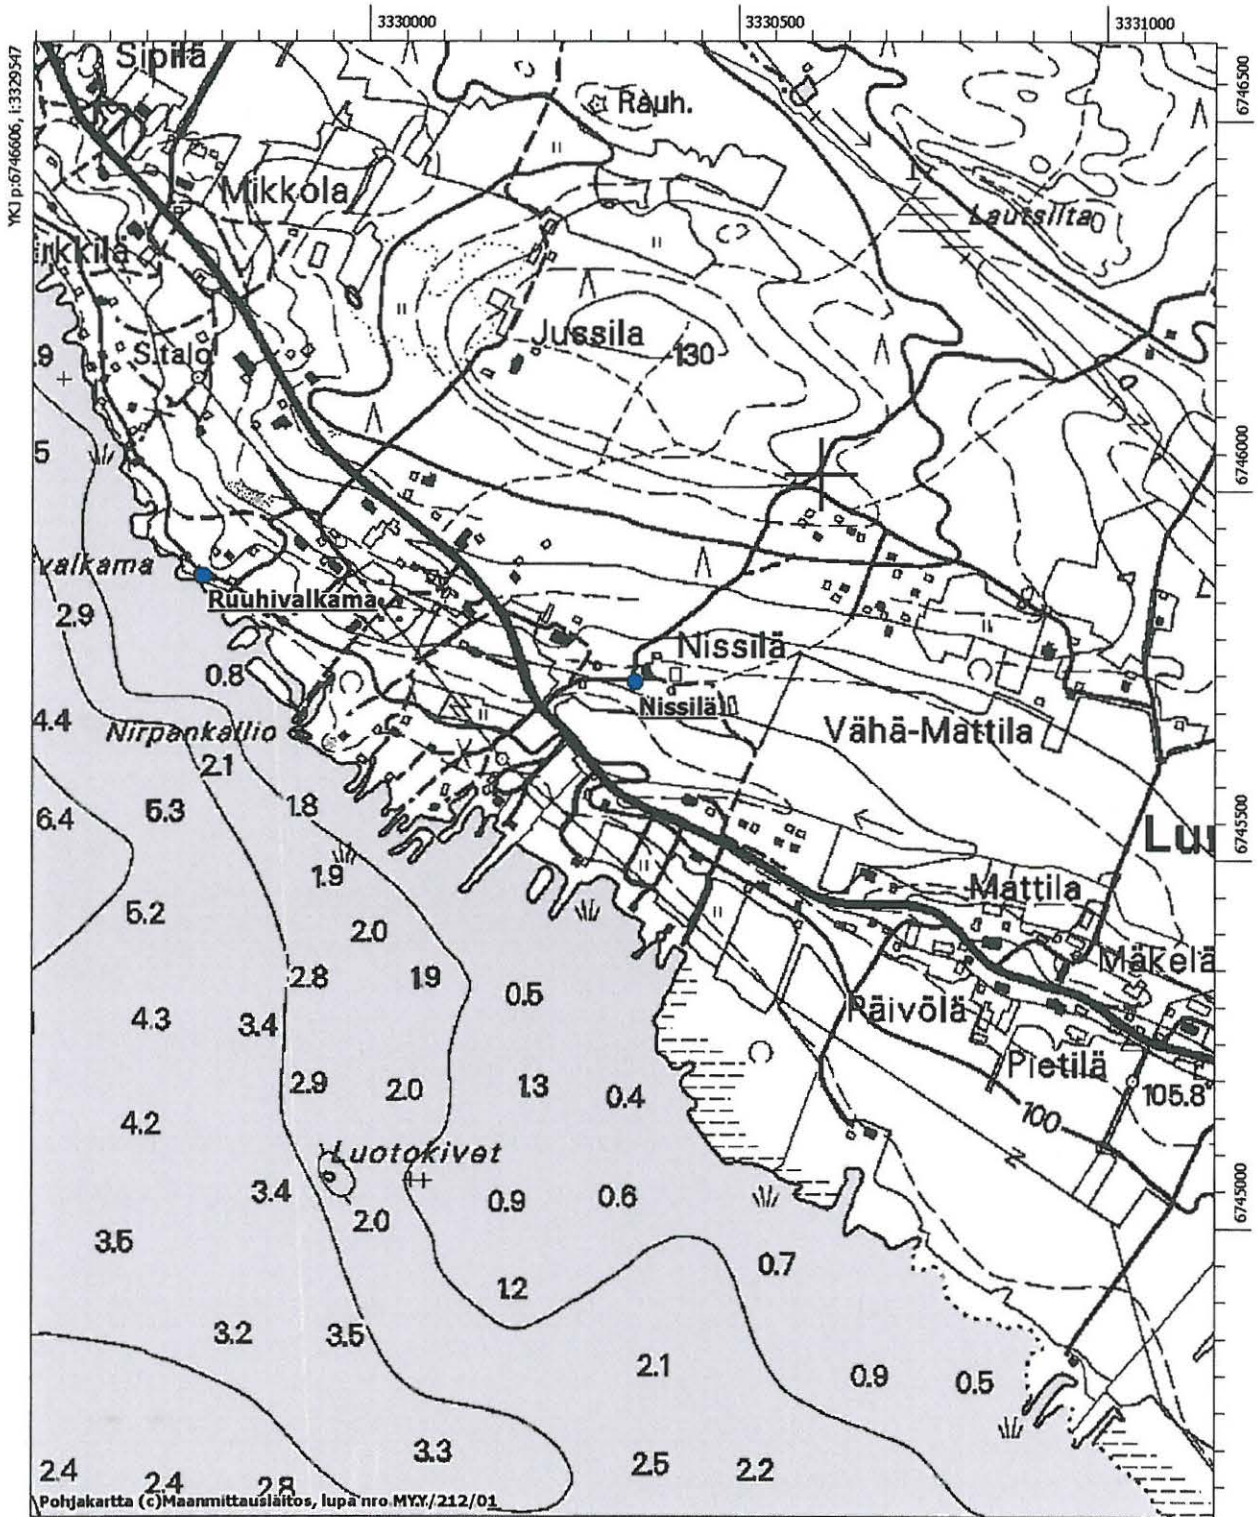 3330000
3330500
3331000
YKJ p:6746606, i:3329547
6746500
6746000
6745500
6745000
Sipilä
Rauh.
Mikkola
Lautsilta
rkkilä
Jussila
130
S.talo
.9
5
valkama
Ruuhivalkama
2.9
Nissilä
0.8
Nissilä
4.4
Nirpankallio
Vähä-Mattila
2.1
6.4
5.3
1.8
Lu
1.9
Mattila
5.2
2.0
Mäkelä
2.8
1.9
0.5
Päivölä
4.3
3.4
Pietilä
2.9
2.0
1.3
0.4
100
105.8
4.2
Luotokivet
3.4
0.9
0.6
2.0
3.5
0.7
1.2
3.2
3.5
2.1
0.9
0.5
3.3
2.5
2.2
2.4
2.4
2.8
Pohjakartta (c)Maanmittauslaitos, lupa nro MYY/212/01